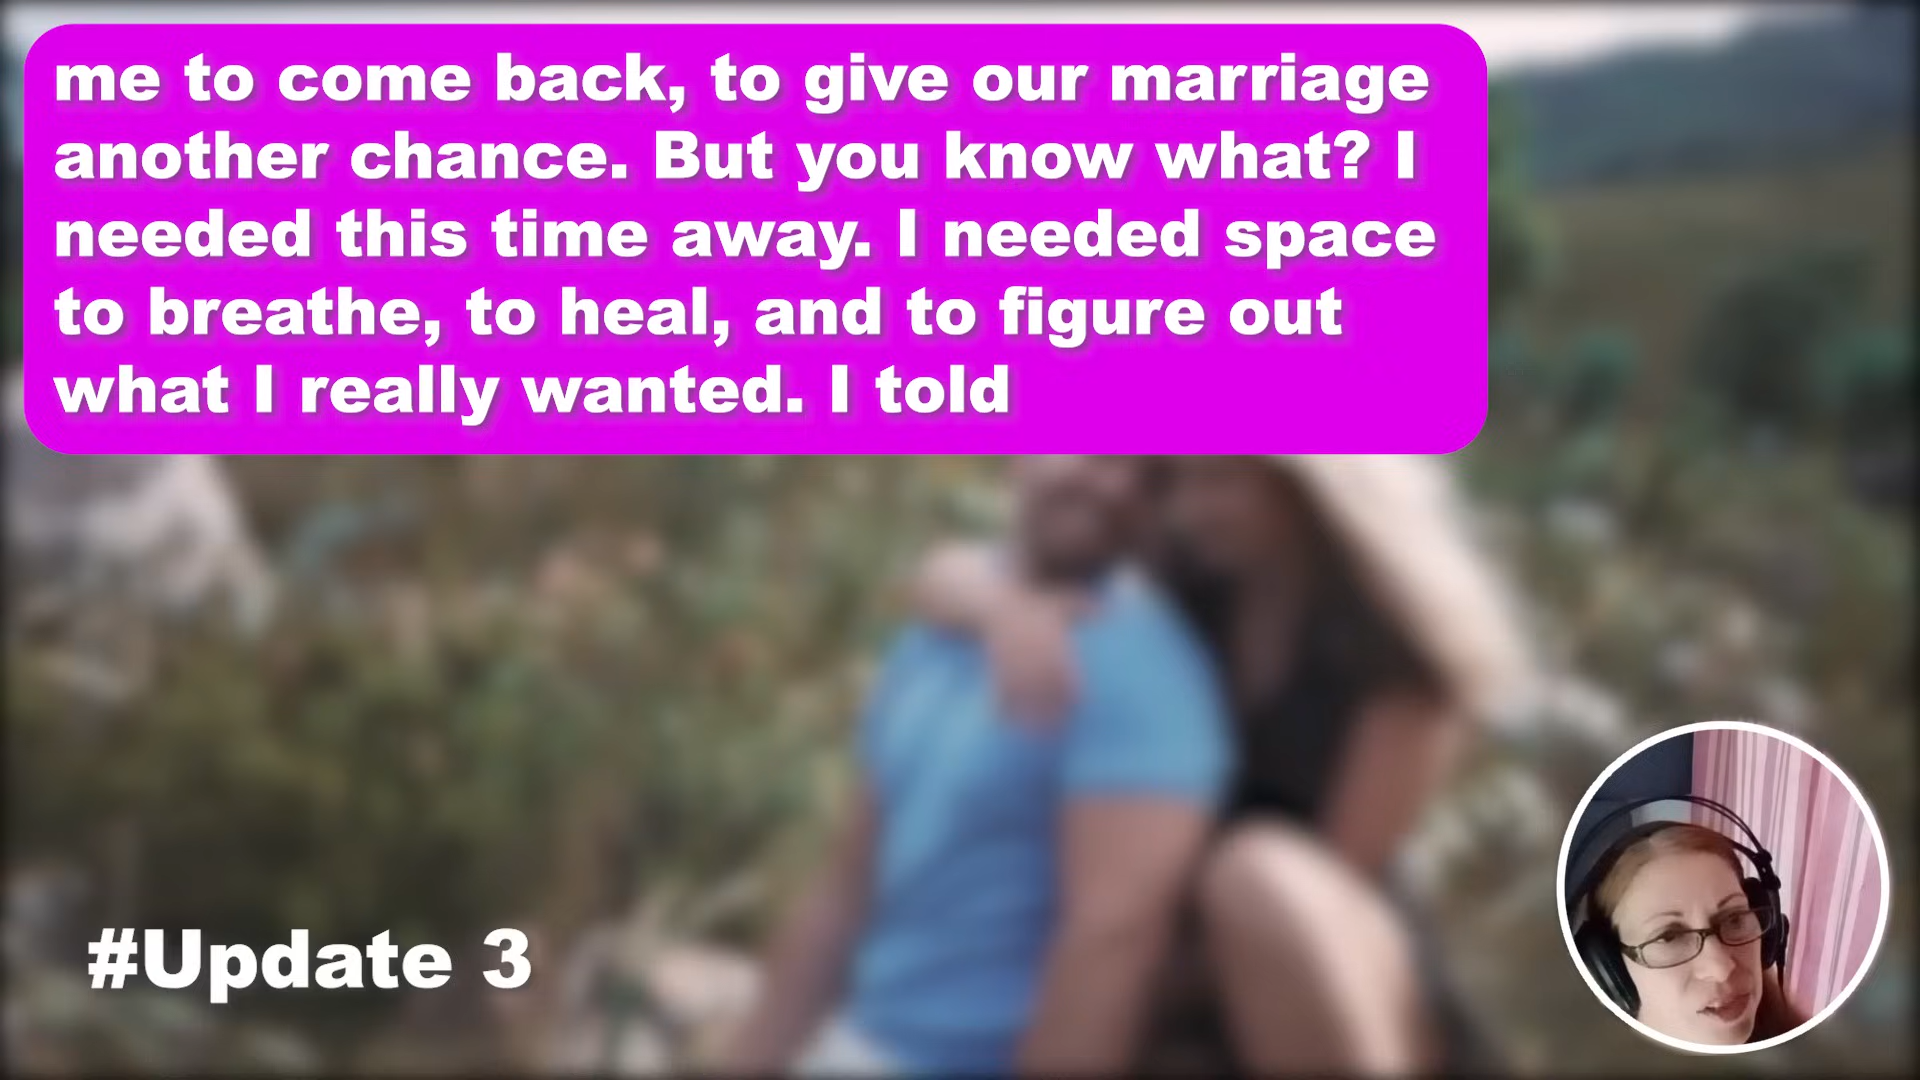 me to come back, to give our marriage
another chance. But you know what? I
needed this time away. I needed space
to breathe, to heal, and to figure out
what I really wanted. I told
#Update 3